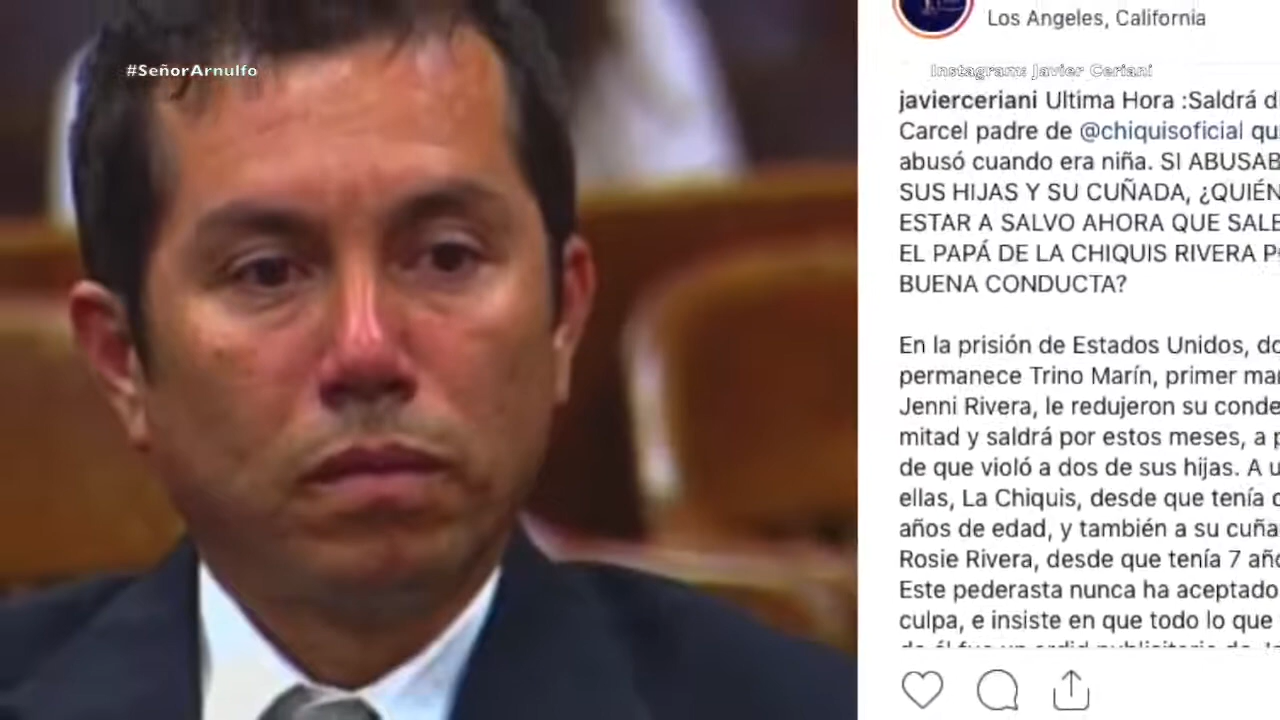 #SeñorArnulfo
Los Angeles, California
Instagram: Javier Ceriani
javierceriani Ultima Hora :Saldrá d
Carcel padre de @chiquisoficial qu
abusó cuando era niña. SI ABUSAB
SUS HIJAS Y SU CUÑADA, ¿QUIÉN
ESTAR A SALVO AHORA QUE SALE
EL PAPÁ DE LA CHIQUIS RIVERA P
BUENA CONDUCTA?
En la prisión de Estados Unidos, do
permanece Trino Marín, primer mar
Jenni Rivera, le redujeron su conde
mitad y saldrá por estos meses, a p
de que violó a dos de sus hijas. A u
ellas, La Chiquis, desde que tenía
años de edad, y también a su cuña
Rosie Rivera, desde que tenía 7 año
Este pederasta nunca ha aceptado
culpa, e insiste en que todo lo que